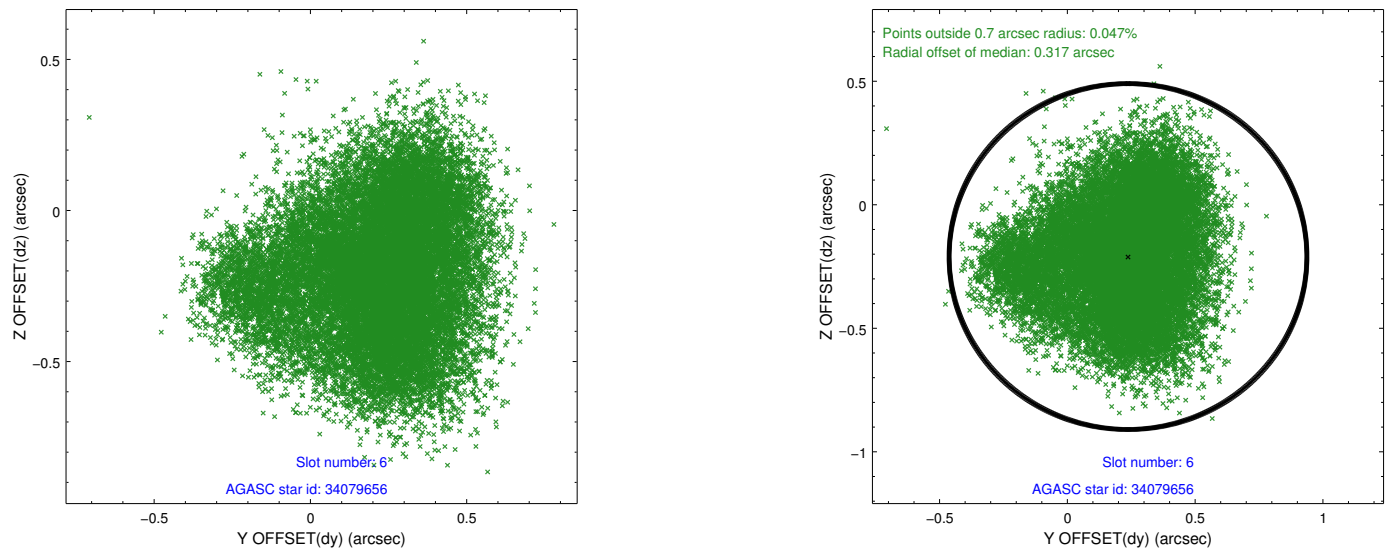 0.5
0
−0.5
−0.5
0
0.5
Z OFFSET(dz) (arcsec)
Y OFFSET(dy) (arcsec)
Slot number: 6
AGASC star id: 34079656
Points outside 0.7 arcsec radius: 0.047%
Radial offset of median: 0.317 arcsec
0.5
0
−0.5
−1
−0.5
0
0.5
1
Z OFFSET(dz) (arcsec)
Y OFFSET(dy) (arcsec)
Slot number: 6
AGASC star id: 34079656